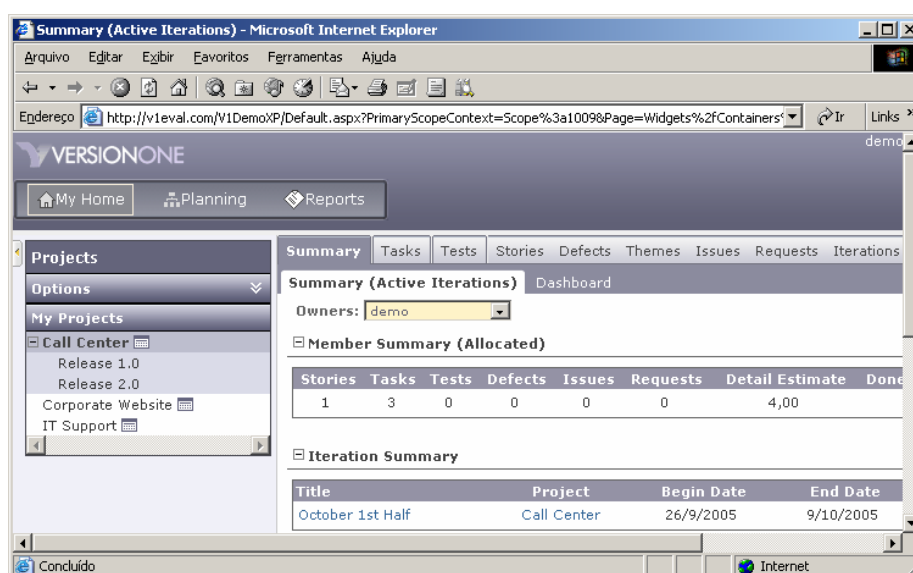 Summary (Active Iterations) - Microsoft Internet Explorer
Arquivo Editar Exibir Favoritos Ferramentas Ajuda
Endereço http://v1eval.com/V1DemoXP/Default.aspx?PrimaryScopeContext=Scope%3a1009&Page=Widgets%2fContainers Ir Links »
VERSIONONE demo
My Home Planning Reports
Projects
Options
My Projects
Call Center
Release 1.0
Release 2.0
Corporate Website
IT Support
Summary Tasks Tests Stories Defects Themes Issues Requests Iterations
Summary (Active Iterations) Dashboard
Owners: demo
Member Summary (Allocated)
Stories Tasks Tests Defects Issues Requests Detail Estimate Done
1 3 0 0 0 0 4,00
Iteration Summary
Title Project Begin Date End Date
October 1st Half Call Center 26/9/2005 9/10/2005
Concluído Internet